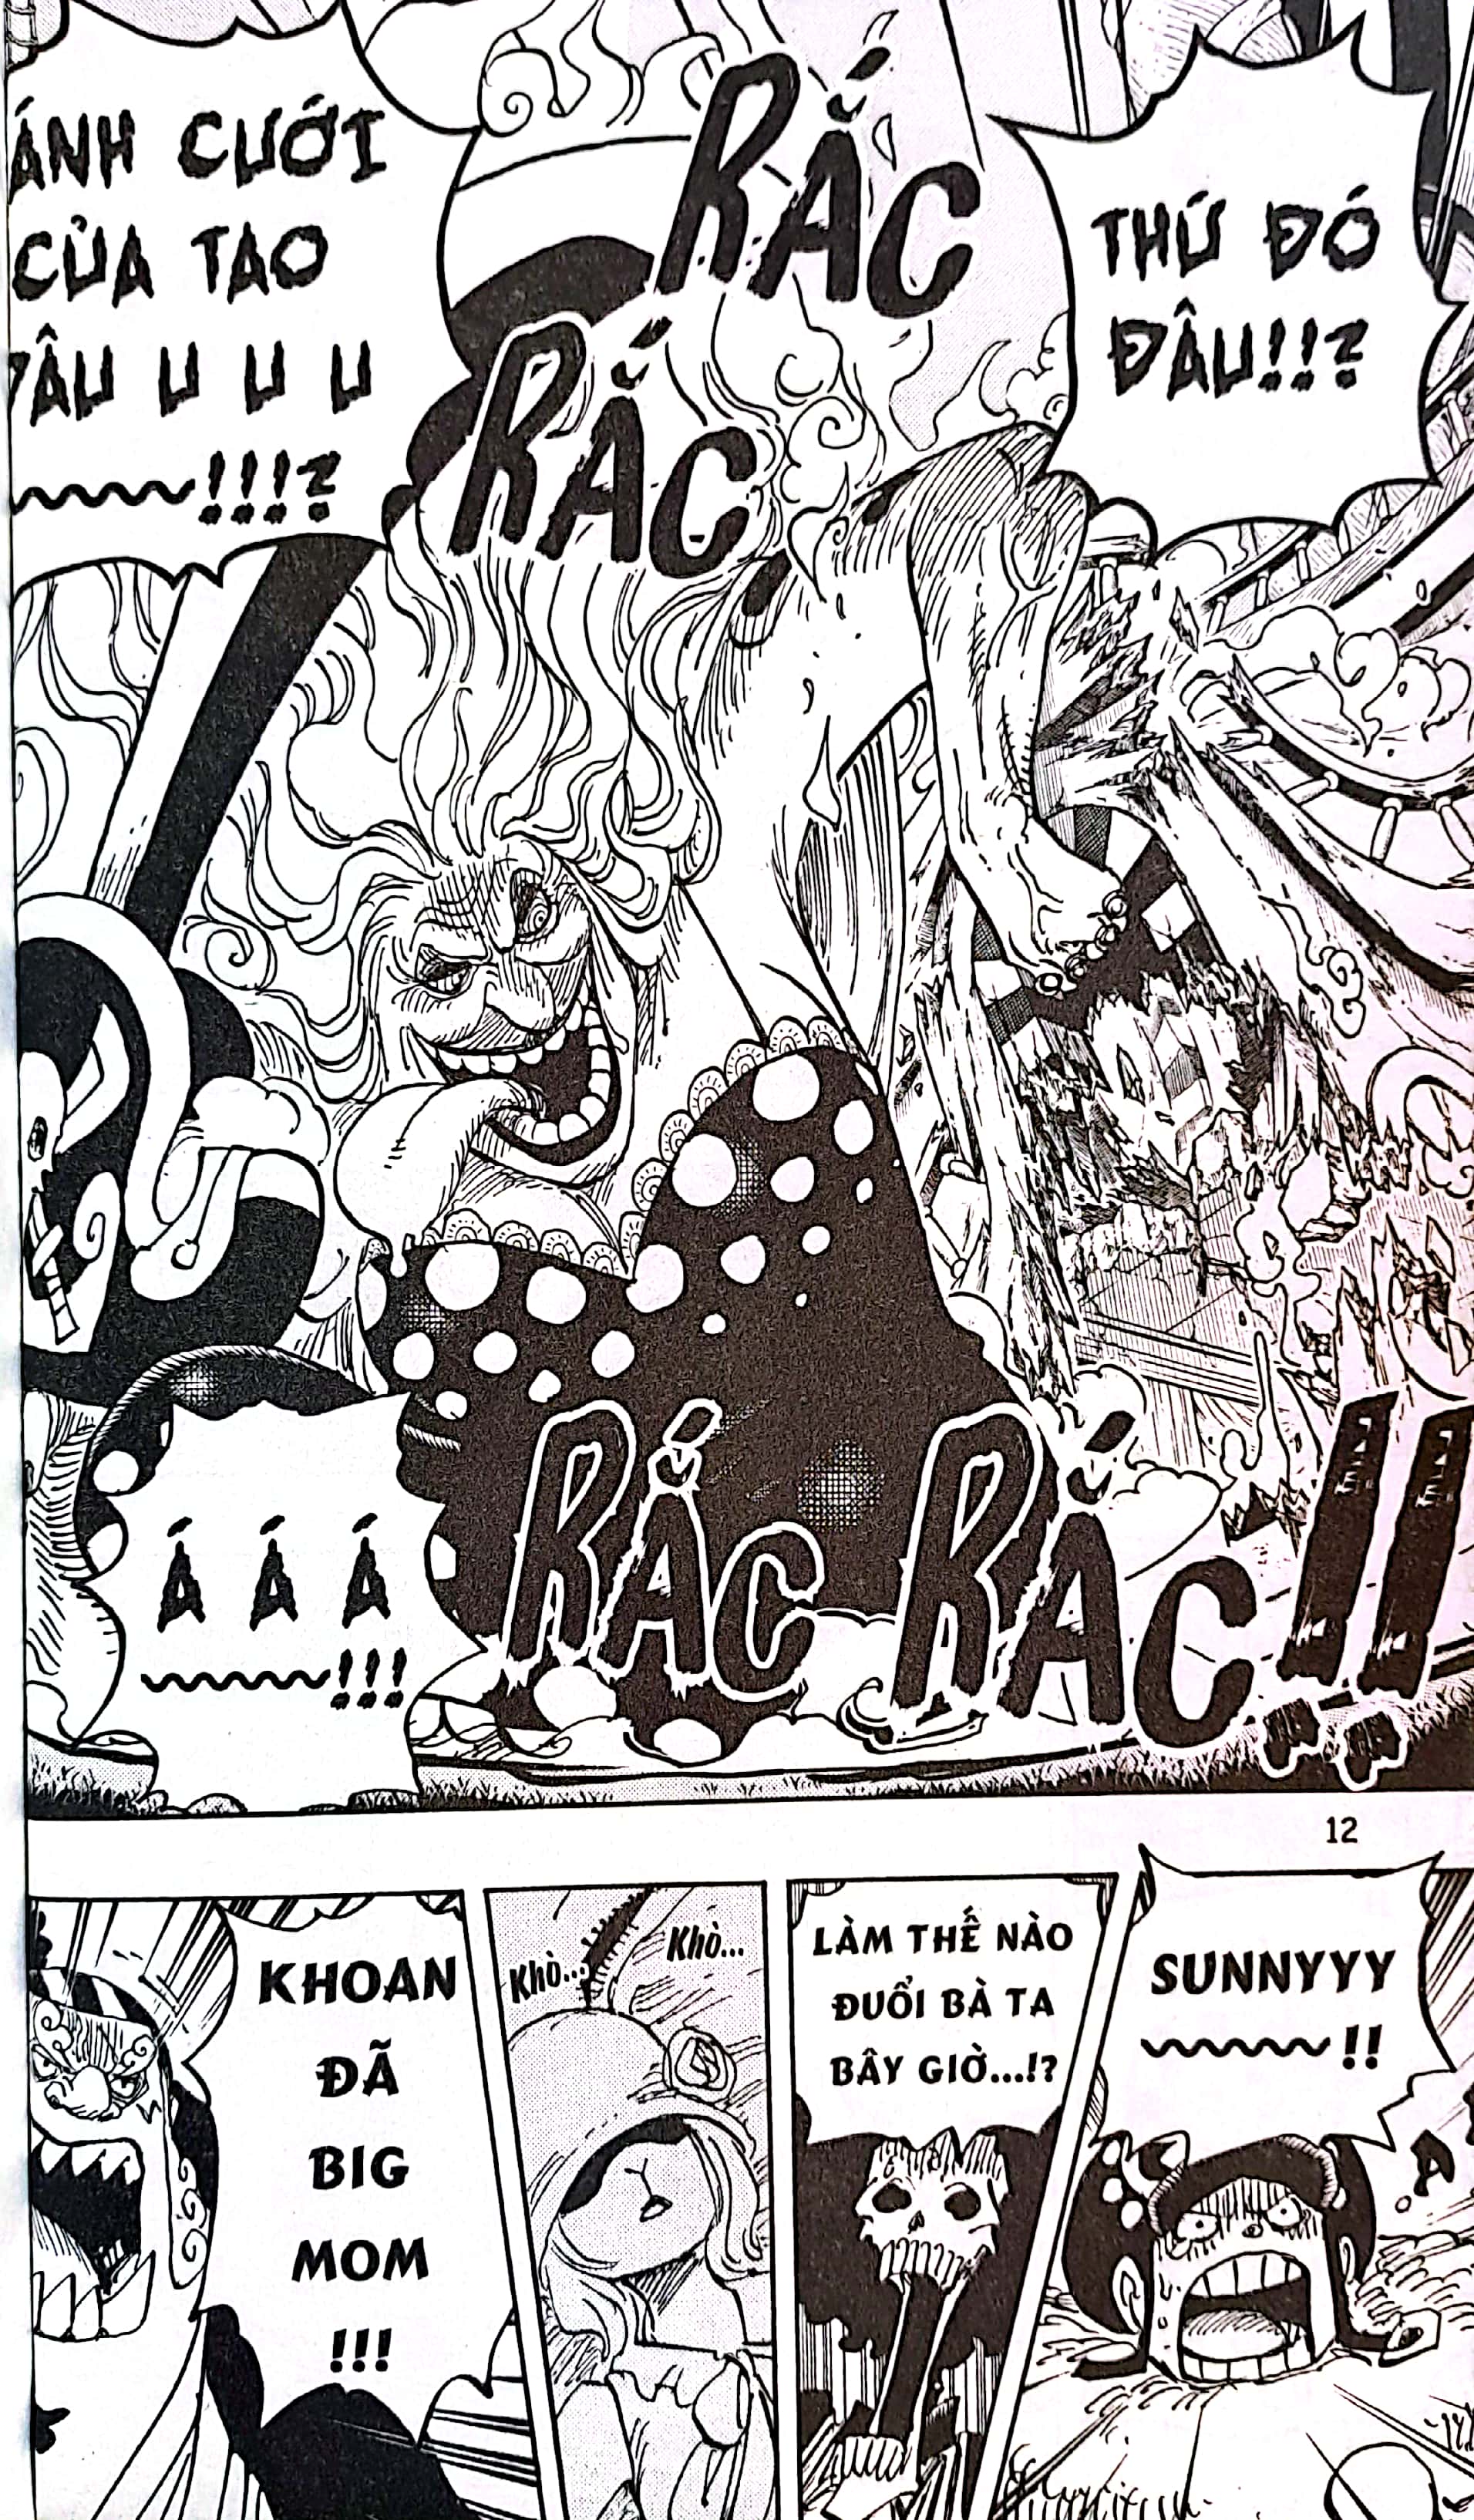 THỨ ĐÓ
ĐÂU!!?
RẮC
RẮC
ÁNH CƯỚI
CỦA TAO
ĐÂU U U U
~~~~!!!?
RẮC RẮC!!
Á Á Á
~~~~!!!
12
SUNNYYY
~~~~!!
LÀM THẾ NÀO
ĐUỔI BÀ TA
BÂY GIỜ...!?
Khò...
Khò...
KHOAN
ĐÃ
BIG
MOM
!!!